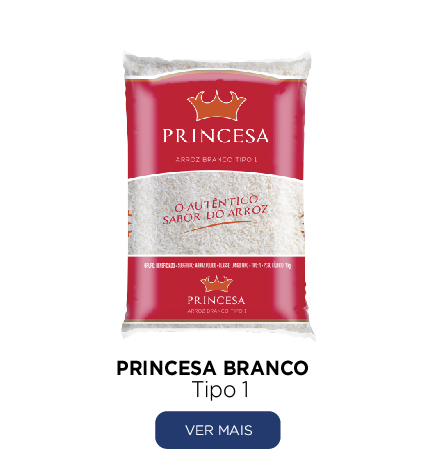 PRINCESA
ARROZ BRANCO TIPO 1
O AUTÊNTICO
SABOR DO ARROZ
PRINCESA
ARROZ BRANCO TIPO 1
PRINCESA BRANCO
Tipo 1
VER MAIS